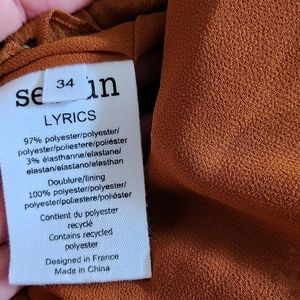 34
LYRICS
97% polyester/polyester/
polyester/poliestere/poliéster
3% élasthanne/elastane/
elastan/elastano/elasthan
Doublure/lining
100% polyester/polyester/
polyester/poliestere/poliéster
Contient du polyester
recyclé
Contains recycled
polyester
Designed in France
Made in China